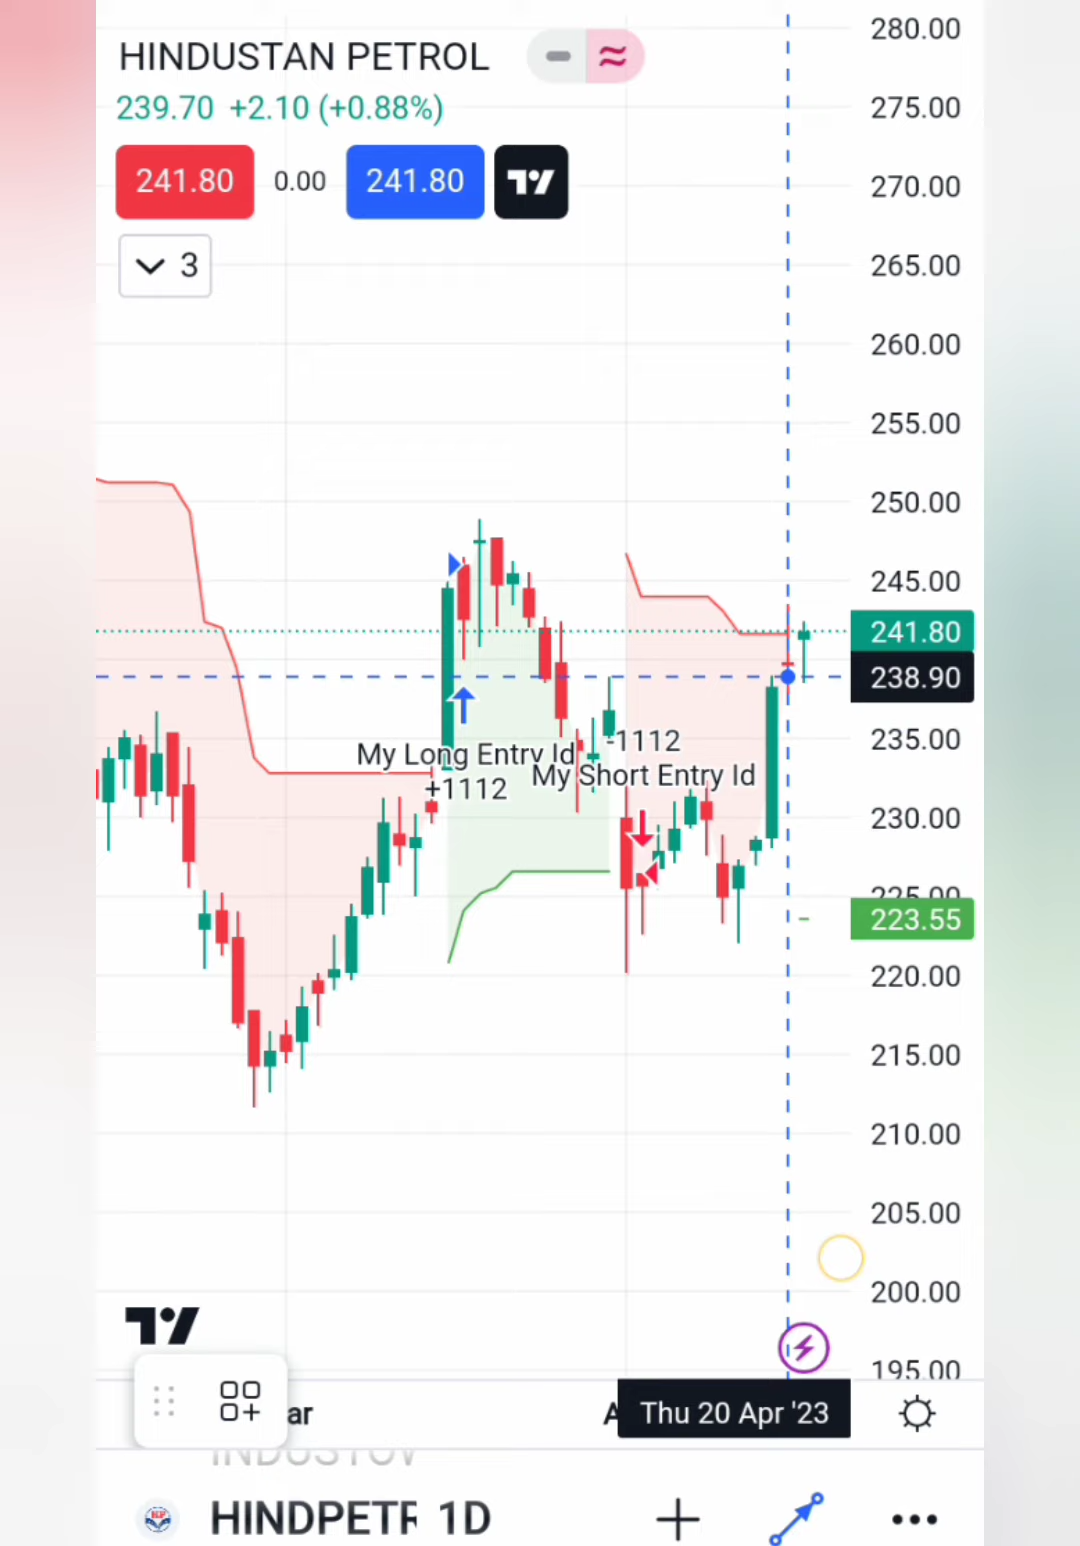 HINDUSTAN PETROL
239.70 +2.10 (+0.88%)
241.80 0.00 241.80
3
280.00
275.00
270.00
265.00
260.00
255.00
250.00
245.00
241.80
238.90
235.00
230.00
225.00
223.55
220.00
215.00
210.00
205.00
200.00
195.00
My Long Entry Id
+1112
-1112
My Short Entry Id
ar
A
Thu 20 Apr '23
HINDPETR 1D